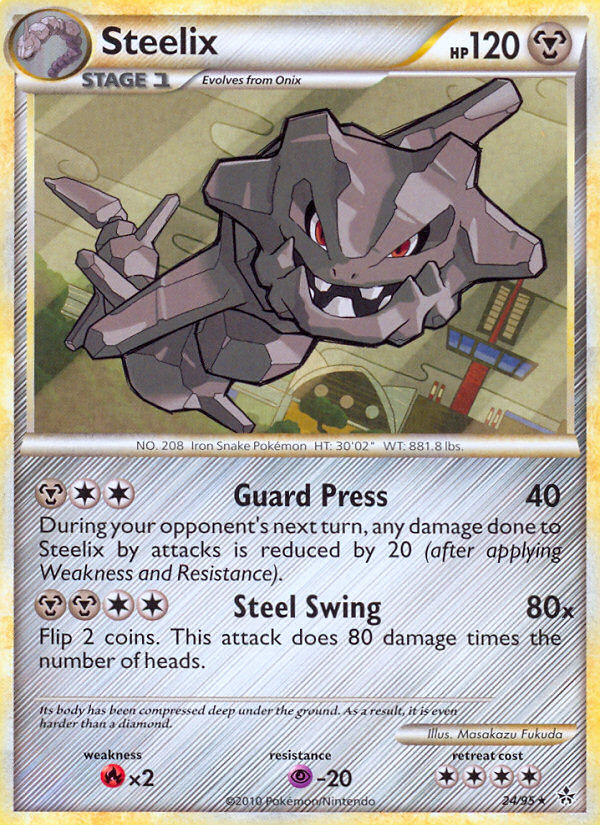 Steelix
HP 120
STAGE 1
Evolves from Onix
NO. 208 Iron Snake Pokémon HT: 30'02" WT: 881.8 lbs.
Guard Press 40
During your opponent's next turn, any damage done to
Steelix by attacks is reduced by 20 (after applying
Weakness and Resistance).
Steel Swing 80x
Flip 2 coins. This attack does 80 damage times the
number of heads.
Its body has been compressed deep under the ground. As a result, it is even
harder than a diamond.
Illus. Masakazu Fukuda
weakness resistance retreat cost
×2 -20
©2010 Pokémon/Nintendo
24/95★